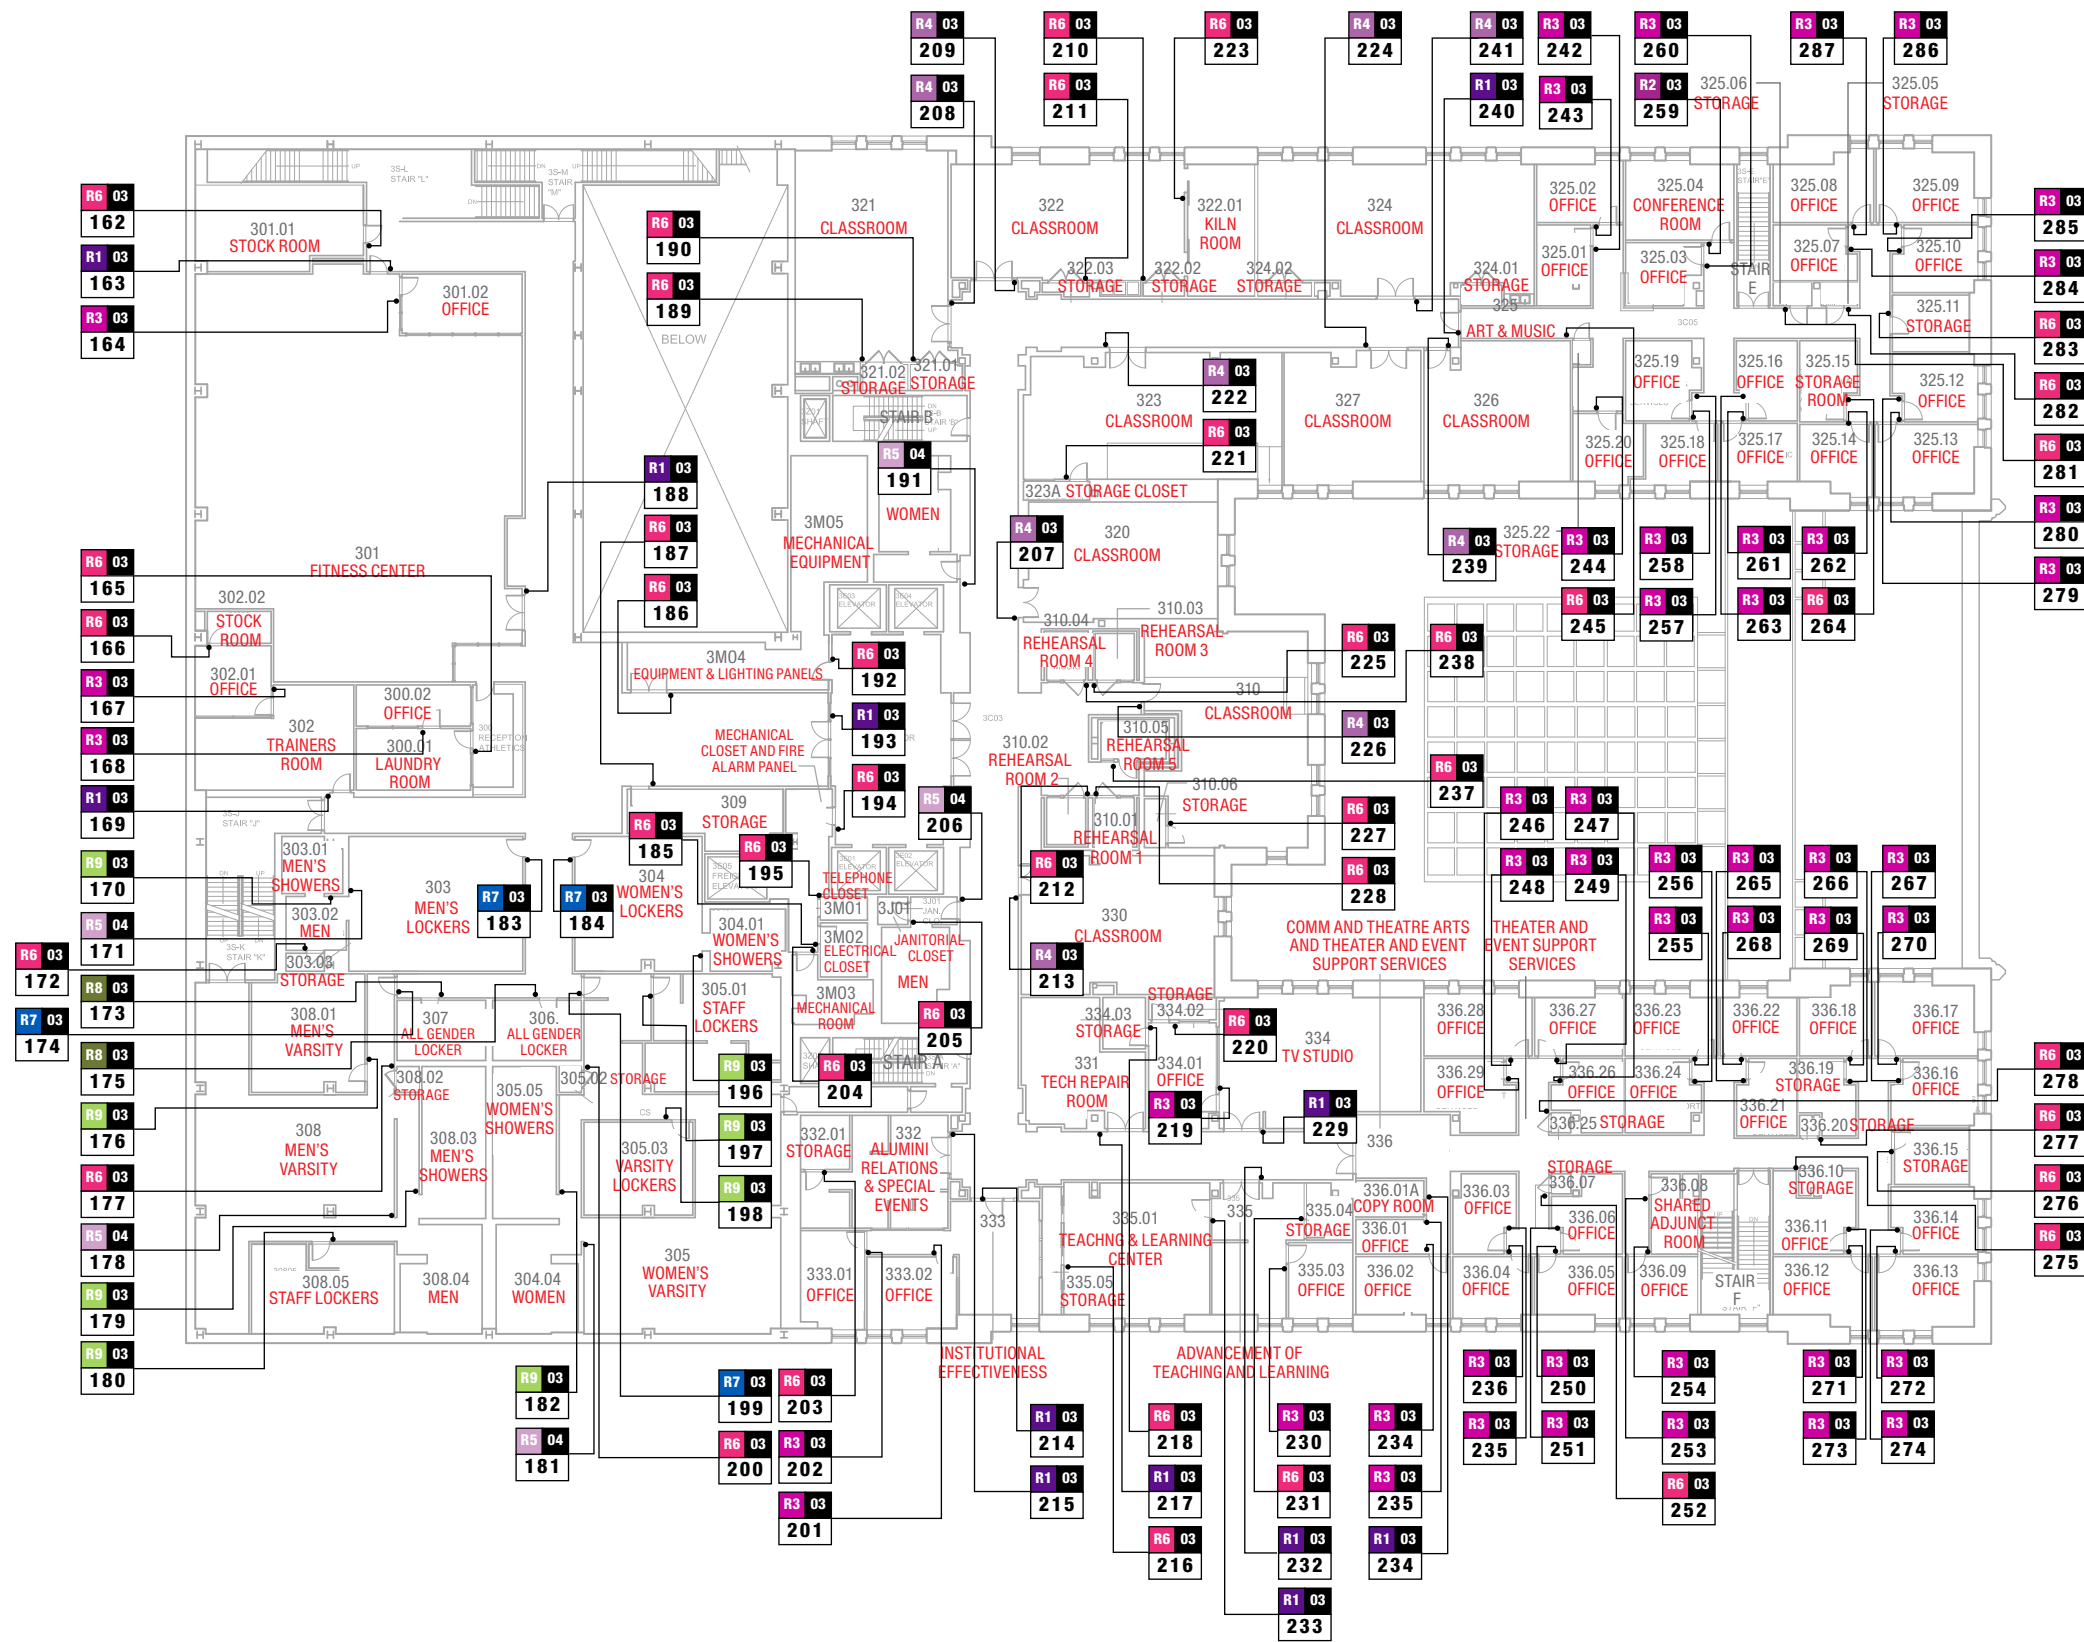 R4 03
209
R6 03
210
R6 03
223
R4 03
224
R4 03
241
R3 03
242
R3 03
260
R3 03
287
R3 03
286
R4 03
208
R6 03
211
R1 03
240
R3 03
243
R2 03
259
325.06
STORAGE
325.05
STORAGE
R6 03
162
R1 03
163
R3 03
164
3S-L
STAIR "L"
3S-M
STAIR
"M"
UP
DN
UP
DN
301.01
STOCK ROOM
301.02
OFFICE
R6 03
190
R6 03
189
BELOW
321
CLASSROOM
322
CLASSROOM
322.01
KILN
ROOM
324
CLASSROOM
322.03
STORAGE
322.02
STORAGE
324.02
STORAGE
324.01
STORAGE
325
ART & MUSIC
325.02
OFFICE
325.01
OFFICE
325.04
CONFERENCE
ROOM
325.03
OFFICE
STAIR
E
325.08
OFFICE
325.07
OFFICE
325.09
OFFICE
325.10
OFFICE
325.11
STORAGE
3C05
R3 03
285
R3 03
284
R6 03
283
R6 03
282
R6 03
281
R3 03
280
R3 03
279
321.02
STORAGE
321.01
STORAGE
STAIR B
323
CLASSROOM
R4 03
222
R6 03
221
327
CLASSROOM
326
CLASSROOM
325.19
OFFICE
325.16
OFFICE
325.15
STORAGE
ROOM
325.12
OFFICE
325.20
OFFICE
325.18
OFFICE
325.17
OFFICE
325.14
OFFICE
325.13
OFFICE
323A STORAGE CLOSET
R5 04
191
WOMEN
3M05
MECHANICAL
EQUIPMENT
R1 03
188
R6 03
187
R6 03
186
301
FITNESS CENTER
R6 03
165
R6 03
166
R3 03
167
R3 03
168
R1 03
169
302.02
STOCK
ROOM
302.01
OFFICE
302
TRAINERS
ROOM
300.02
OFFICE
300.01
LAUNDRY
ROOM
300
RECEPTION
ATHLETICS
R4 03
207
320
CLASSROOM
R4 03
239
325.22
STORAGE
R3 03
244
R3 03
258
R3 03
261
R3 03
262
R6 03
245
R3 03
257
R3 03
263
R6 03
264
3E03
ELEVATOR
3E04
ELEVATOR
3M04
EQUIPMENT & LIGHTING PANELS
R6 03
192
R1 03
193
R6 03
194
MECHANICAL
CLOSET AND FIRE
ALARM PANEL
3C03
310.04
REHEARSAL
ROOM 4
310.03
REHEARSAL
ROOM 3
310
CLASSROOM
310.05
REHEARSAL
ROOM 5
310.02
REHEARSAL
ROOM 2
310.06
STORAGE
310.01
REHEARSAL
ROOM 1
R6 03
225
R6 03
238
R4 03
226
R6 03
237
R6 03
227
R6 03
228
R3 03
246
R3 03
247
R3 03
248
R3 03
249
R3 03
256
R3 03
265
R3 03
266
R3 03
267
R3 03
255
R3 03
268
R3 03
269
R3 03
270
309
STORAGE
R6 03
185
R6 03
195
R5 04
206
3S-J
STAIR "J"
303.01
MEN'S
SHOWERS
303.02
MEN
303.03
STORAGE
303
MEN'S
LOCKERS
R7 03
183
R7 03
184
304
WOMEN'S
LOCKERS
304.01
WOMEN'S
SHOWERS
TELEPHONE
CLOSET
3M01
3M02
ELECTRICAL
CLOSET
3J01
JANITORIAL
CLOSET
MEN
3M03
MECHANICAL
ROOM
R6 03
212
330
CLASSROOM
R4 03
213
COMM AND THEATRE ARTS
AND THEATER AND EVENT
SUPPORT SERVICES
THEATER AND
EVENT SUPPORT
SERVICES
R9 03
170
R5 04
171
R6 03
172
R8 03
173
R7 03
174
R8 03
175
R9 03
176
R6 03
177
R5 04
178
R9 03
179
R9 03
180
3S-K
STAIR "K"
308.01
MEN'S
VARSITY
307
ALL GENDER
LOCKER
306.
ALL GENDER
LOCKER
305.01
STAFF
LOCKERS
308.02
STORAGE
305.02 STORAGE
305.05
WOMEN'S
SHOWERS
308
MEN'S
VARSITY
308.03
MEN'S
SHOWERS
305.03
VARSITY
LOCKERS
CS
R9 03
196
R9 03
197
R9 03
198
R6 03
204
R6 03
205
STAIR A
332.01
STORAGE
332
ALUMINI
RELATIONS
& SPECIAL
EVENTS
308.05
STAFF LOCKERS
308.04
MEN
304.04
WOMEN
305
WOMEN'S
VARSITY
333.01
OFFICE
333.02
OFFICE
333
INSTITUTIONAL
EFFECTIVENESS
STORAGE
334.02
334.03
STORAGE
R6 03
220
334
TV STUDIO
331
TECH REPAIR
ROOM
334.01
OFFICE
R3 03
219
R1 03
229
336
335.01
TEACHNG & LEARNING
CENTER
335
335.04
STORAGE
335.05
STORAGE
335.03
OFFICE
336.01A
COPY ROOM
336.01
OFFICE
336.02
OFFICE
ADVANCEMENT OF
TEACHING AND LEARNING
336.28
OFFICE
336.27
OFFICE
336.23
OFFICE
336.22
OFFICE
336.18
OFFICE
336.17
OFFICE
336.29
OFFICE
336.26
OFFICE
336.24
OFFICE
336.19
STORAGE
336.16
OFFICE
336.25 STORAGE
336.21
OFFICE
336.20 STORAGE
336.15
STORAGE
336.03
OFFICE
STORAGE
336.07
336.06
OFFICE
336.08
SHARED
ADJUNCT
ROOM
336.10
STORAGE
336.11
OFFICE
336.14
OFFICE
336.04
OFFICE
336.05
OFFICE
336.09
OFFICE
STAIR
F
336.12
OFFICE
336.13
OFFICE
R6 03
278
R6 03
277
R6 03
276
R6 03
275
R9 03
182
R5 04
181
R7 03
199
R6 03
200
R6 03
203
R3 03
202
R3 03
201
R1 03
214
R1 03
215
R6 03
218
R1 03
217
R6 03
216
R3 03
230
R6 03
231
R1 03
232
R1 03
233
R3 03
234
R3 03
235
R1 03
234
R3 03
236
R3 03
235
R3 03
250
R3 03
251
R3 03
254
R3 03
253
R6 03
252
R3 03
271
R3 03
272
R3 03
273
R3 03
274